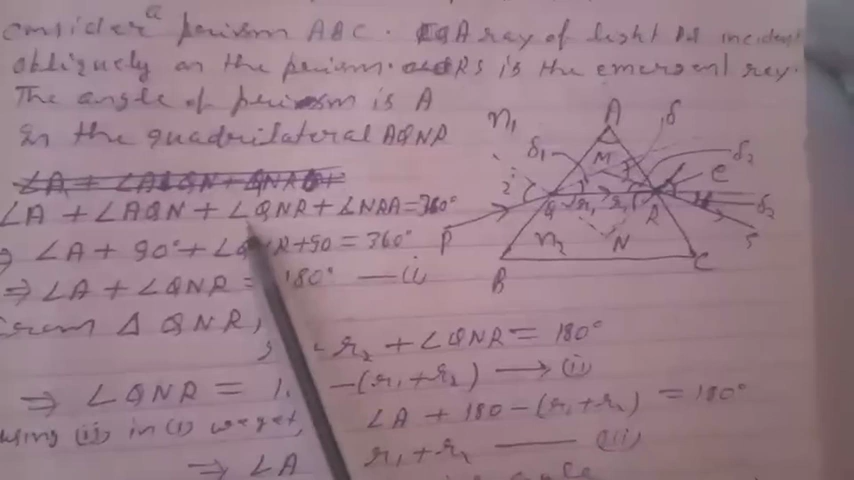 onsider a prism ABC. A ray of light is incident
obliquely on the prism. RS is the emergent ray.
The angle of prism is A
In the quadrilateral AQNR
∠A + ∠AQN + ∠QNR + ∠NRA = 360°
⇒ ∠A + 90° + ∠Q R + 90 = 360°
⇒ ∠A + ∠QNR = 180° — (i
From Δ QNR,
r₂ + ∠QNR = 180°
⇒ ∠QNR = 1 - (r₁ + r₂) → (ii)
using (ii) in (i) we get,
∠A + 180 - (r₁ + r₂) = 180°
⇒ ∠A r₁ + r₂ — (iii)
n₁
A
δ
δ₁
M
δ₂
i
e
Q
r₁
r₂
R
P
n₂
N
S
B
C